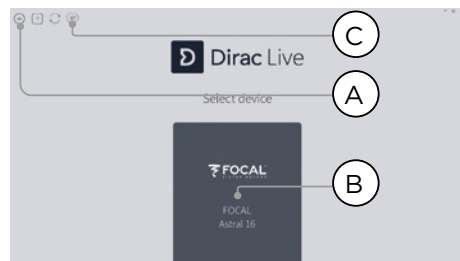 C
Dirac Live
Select device
A
FOCAL
B
FOCAL
Astral 16